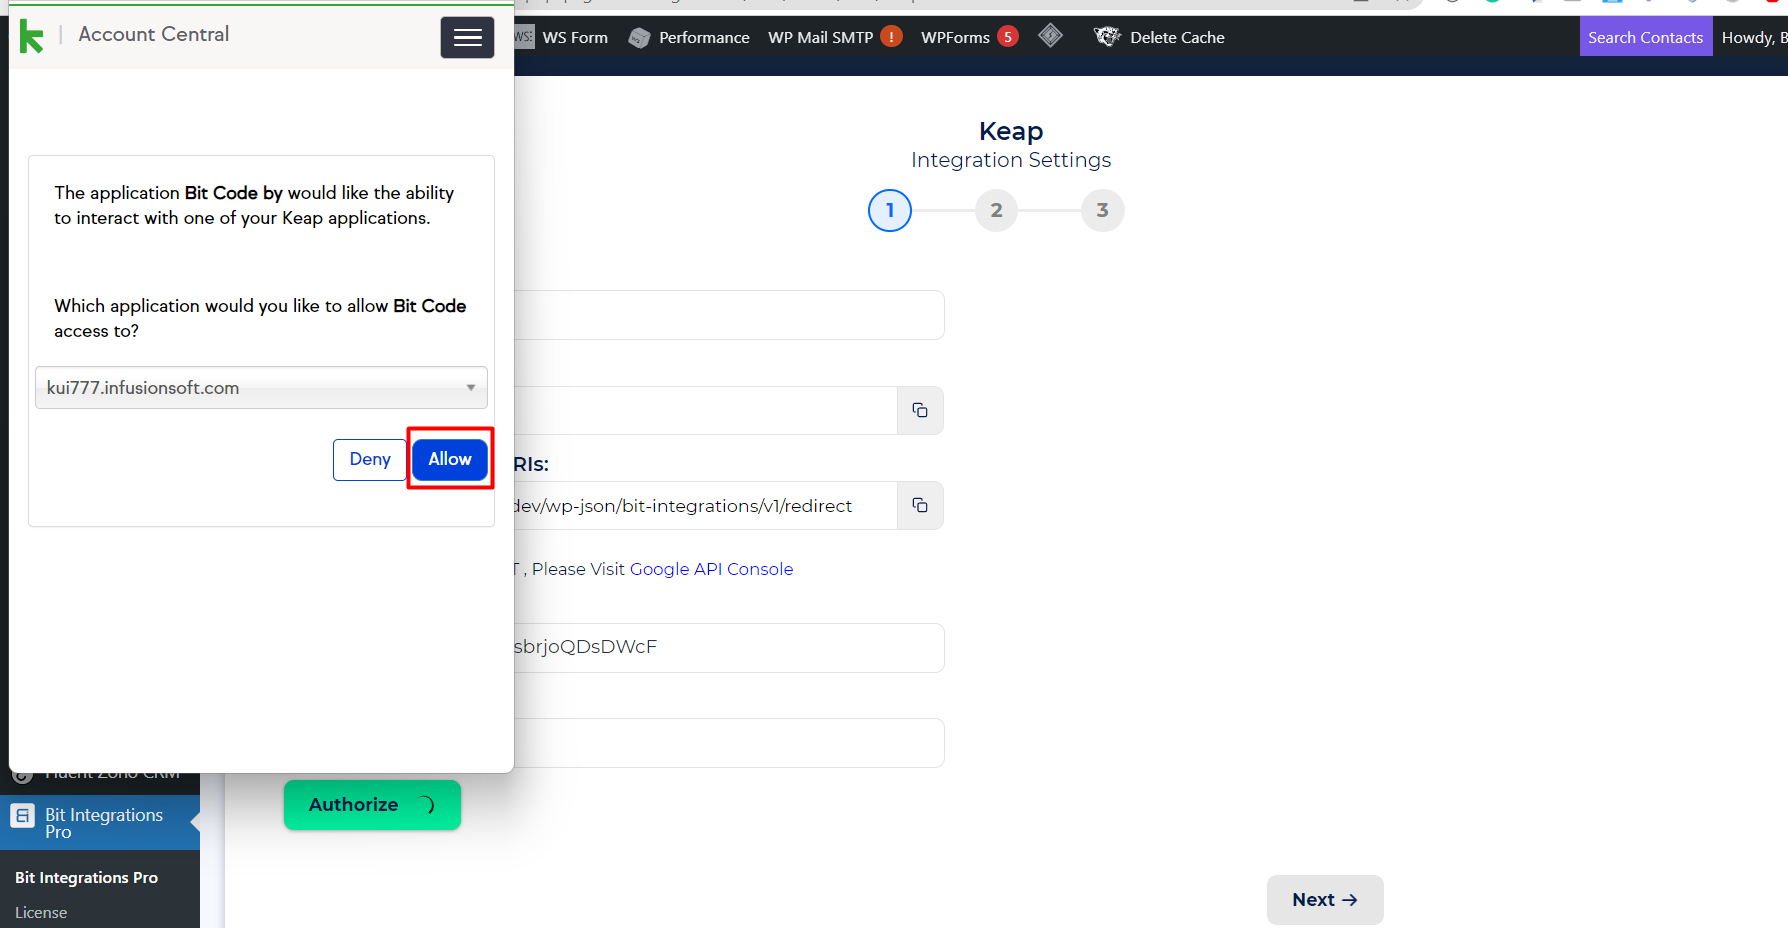 Account Central
WS Form
Performance
WP Mail SMTP
!
WPForms
5
Delete Cache
Search Contacts
Howdy, B
Keap
Integration Settings
1
2
3
The application Bit Code by would like the ability
to interact with one of your Keap applications.
Which application would you like to allow Bit Code
access to?
kui777.infusionsoft.com
Deny
Allow
RIs:
dev/wp-json/bit-integrations/v1/redirect
T , Please Visit Google API Console
sbrjoQDsDWcF
Fluent Zoho CRM
Authorize
Bit Integrations
Pro
Bit Integrations Pro
License
Next →